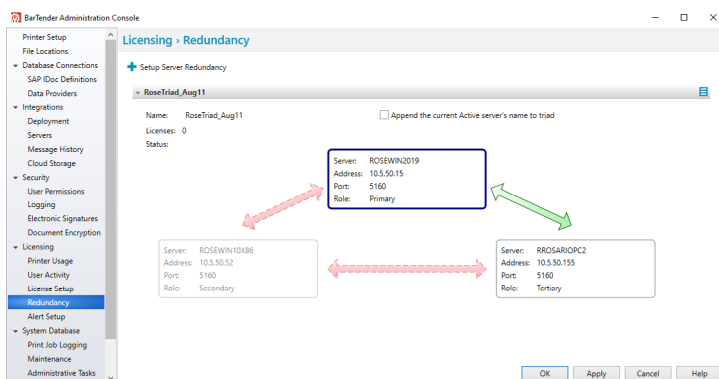 BarTender Administration Console
Printer Setup
File Locations
Database Connections
SAP IDoc Definitions
Data Providers
Integrations
Deployment
Servers
Message History
Cloud Storage
Security
User Permissions
Logging
Electronic Signatures
Document Encryption
Licensing
Printer Usage
User Activity
License Setup
Redundancy
Alert Setup
System Database
Print Job Logging
Maintenance
Administrative Tasks
Licensing › Redundancy
Setup Server Redundancy
RoseTriad_Aug11
Name: RoseTriad_Aug11
Append the current Active server's name to triad
Licenses: 0
Status:
Server: ROSEWIN2019
Address: 10.5.50.15
Port: 5160
Role: Primary
Server: ROSEWIN10X86
Address: 10.5.50.52
Port: 5160
Role: Secondary
Server: RROSARIOPC2
Address: 10.5.50.155
Port: 5160
Role: Tertiary
OK Apply Cancel Help